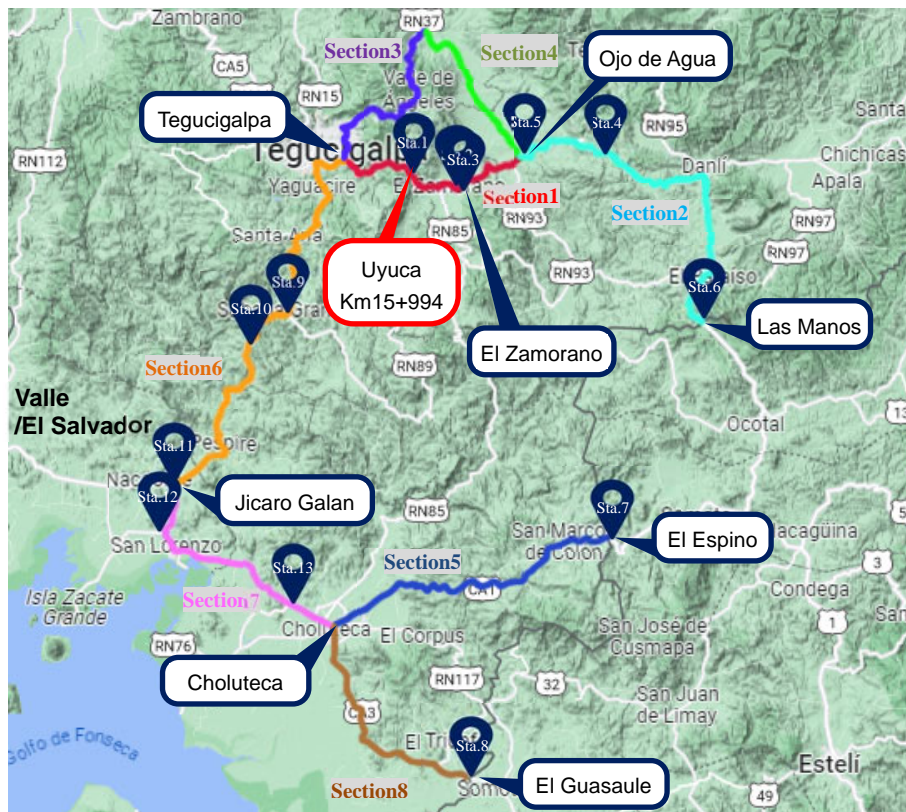 Zambrano
RN37
Section3
Section4
CA5
Ojo de Agua
RN15
Valle de
Ángeles
Tegucigalpa
Sta.1
Sta.5
Sta.4
RN95
Santa
RN112
Tegucigalpa
Sta.3
Danlí
Chichicas
Yaguacire
Apala
Section1
Section2
RN93
RN97
Santa Ana
RN85
Uyuca
Km15+994
RN93
RN97
Sta.9
Sta.6
Sta.10
Las Manos
El Zamorano
Section6
RN89
Valle
/El Salvador
13
Ocotal
Sta.11
Pespire
Sta.12
Jicaro Galan
Sta.7
RN85
San Marcos
de Colón
El Espino
San Lorenzo
Section5
3
Sta.13
Condega
Isla Zacate
Grande
Section7
CA1
1
Choluteca
El Corpus
San José de
Cusmapa
RN76
Choluteca
RN117
32
San Juan
de Limay
CA3
Golfo de Fonseca
Sta.8
Estelí
El Guasaule
Section8
49